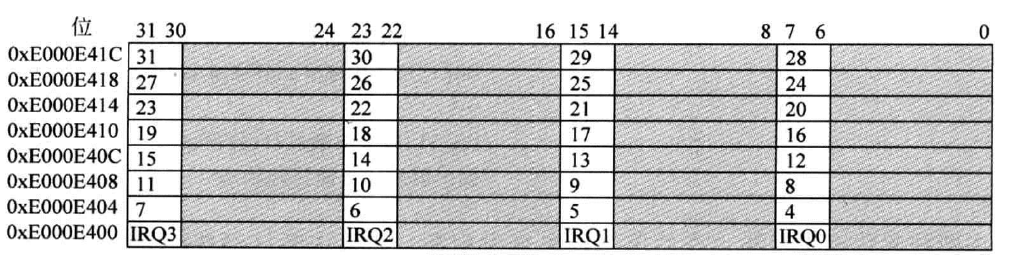 位 31 30 24 23 22 16 15 14 8 7 6 0
0xE000E41C 31 30 29 28
0xE000E418 27 26 25 24
0xE000E414 23 22 21 20
0xE000E410 19 18 17 16
0xE000E40C 15 14 13 12
0xE000E408 11 10 9 8
0xE000E404 7 6 5 4
0xE000E400 IRQ3 IRQ2 IRQ1 IRQ0